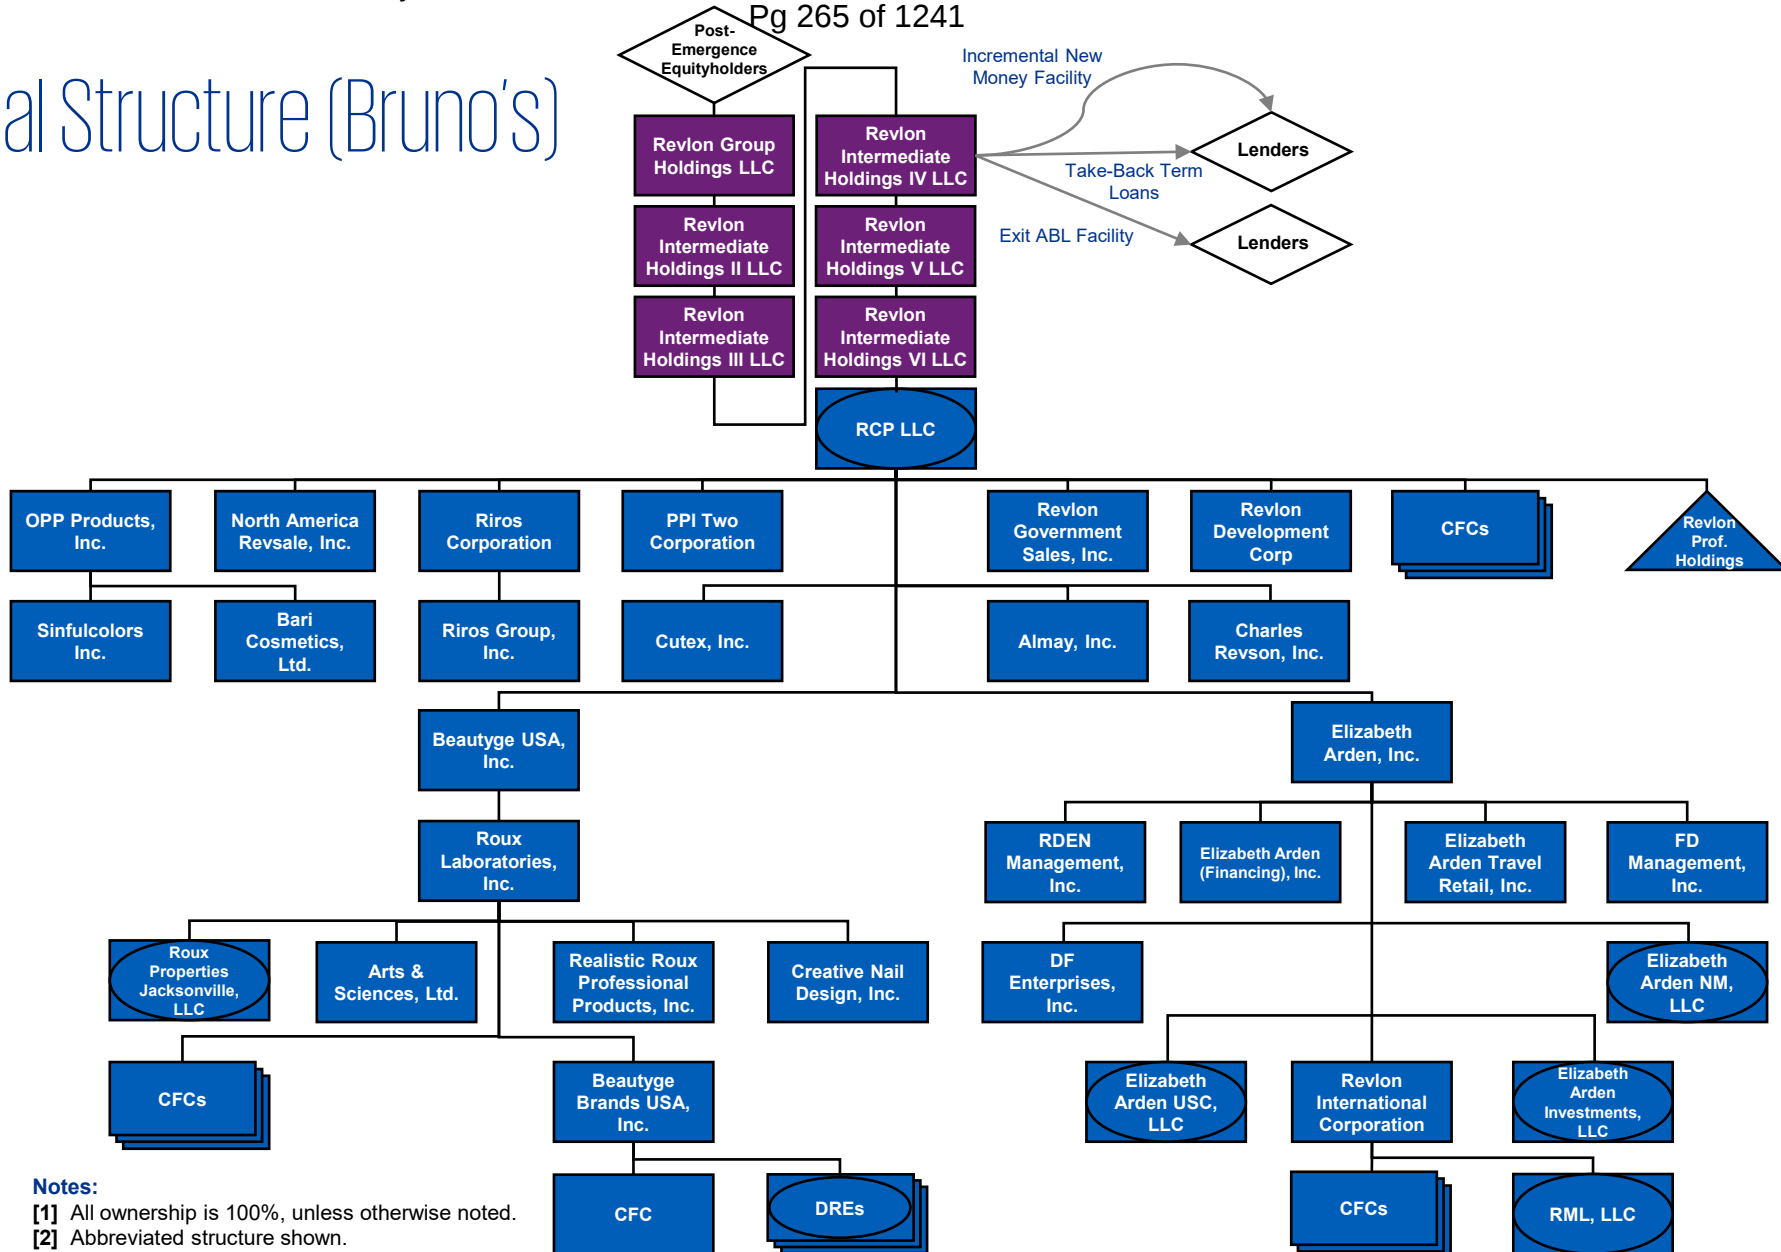 Pg 265 of 1241
al Structure (Bruno's)
Post-
Emergence
Equityholders
Incremental New
Money Facility
Revlon Group
Holdings LLC
Revlon
Intermediate
Holdings IV LLC
Lenders
Take-Back Term
Loans
Revlon
Intermediate
Holdings II LLC
Revlon
Intermediate
Holdings V LLC
Exit ABL Facility
Lenders
Revlon
Intermediate
Holdings III LLC
Revlon
Intermediate
Holdings VI LLC
RCP LLC
OPP Products,
Inc.
North America
Revsale, Inc.
Riros
Corporation
PPI Two
Corporation
Revlon
Government
Sales, Inc.
Revlon
Development
Corp
CFCs
Revlon
Prof.
Holdings
Sinfulcolors
Inc.
Bari
Cosmetics,
Ltd.
Riros Group,
Inc.
Cutex, Inc.
Almay, Inc.
Charles
Revson, Inc.
Beautyge USA,
Inc.
Elizabeth
Arden, Inc.
Roux
Laboratories,
Inc.
RDEN
Management,
Inc.
Elizabeth Arden
(Financing), Inc.
Elizabeth
Arden Travel
Retail, Inc.
FD
Management,
Inc.
Roux
Properties
Jacksonville,
LLC
Arts &
Sciences, Ltd.
Realistic Roux
Professional
Products, Inc.
Creative Nail
Design, Inc.
DF
Enterprises,
Inc.
Elizabeth
Arden NM,
LLC
CFCs
Beautyge
Brands USA,
Inc.
Elizabeth
Arden USC,
LLC
Revlon
International
Corporation
Elizabeth
Arden
Investments,
LLC
CFC
DREs
CFCs
RML, LLC
Notes:
[1] All ownership is 100%, unless otherwise noted.
[2] Abbreviated structure shown.